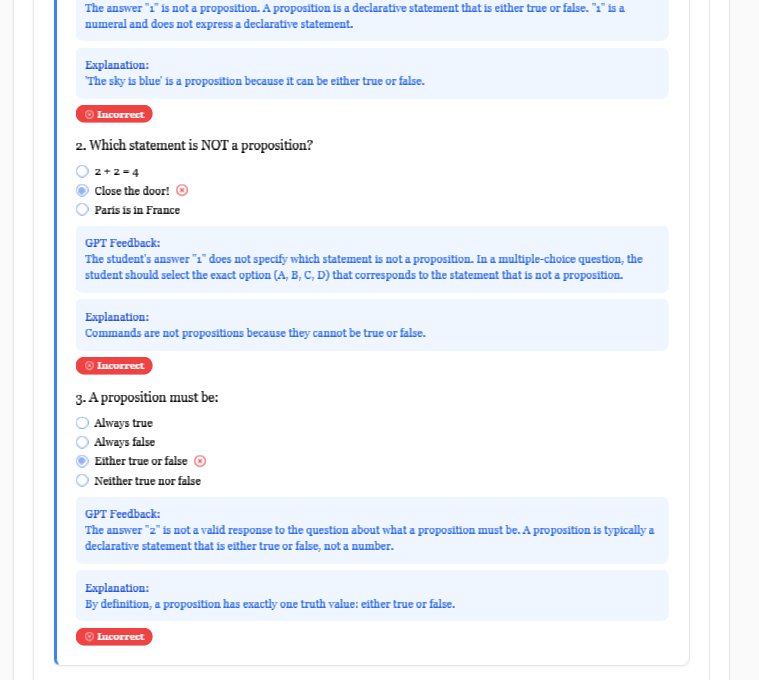 The answer "1" is not a proposition. A proposition is a declarative statement that is either true or false. "1" is a
numeral and does not express a declarative statement.
Explanation:
'The sky is blue' is a proposition because it can be either true or false.
Incorrect
2. Which statement is NOT a proposition?
2 + 2 = 4
Close the door!
Paris is in France
GPT Feedback:
The student's answer "1" does not specify which statement is not a proposition. In a multiple-choice question, the
student should select the exact option (A, B, C, D) that corresponds to the statement that is not a proposition.
Explanation:
Commands are not propositions because they cannot be true or false.
Incorrect
3. A proposition must be:
Always true
Always false
Either true or false
Neither true nor false
GPT Feedback:
The answer "2" is not a valid response to the question about what a proposition must be. A proposition is typically a
declarative statement that is either true or false, not a number.
Explanation:
By definition, a proposition has exactly one truth value: either true or false.
Incorrect